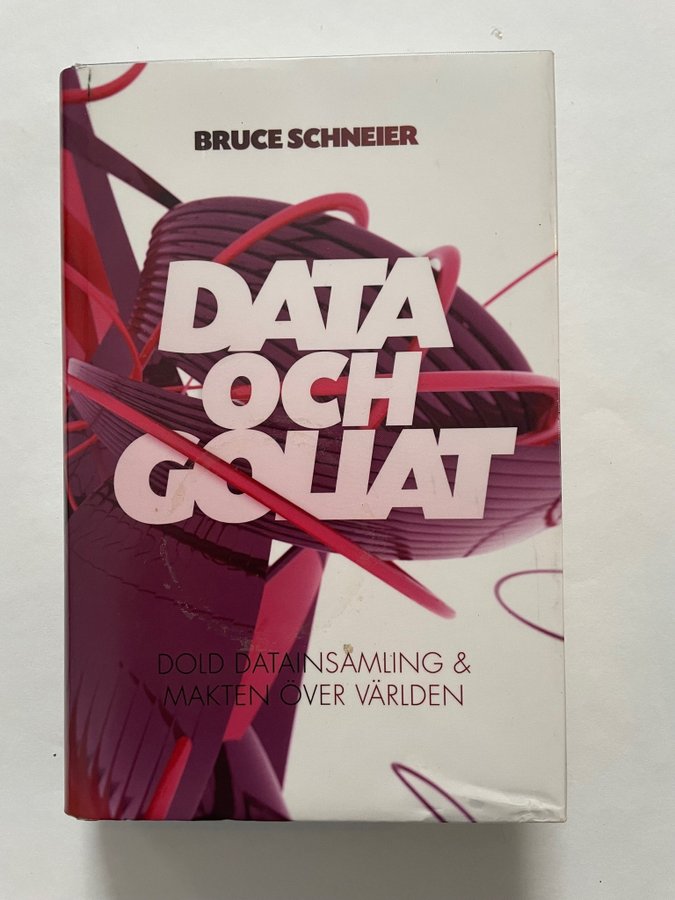 BRUCE SCHNEIER
DATA
OCH
GOLIAT
DOLD DATAINSAMLING &
MAKTEN ÖVER VÄRLDEN